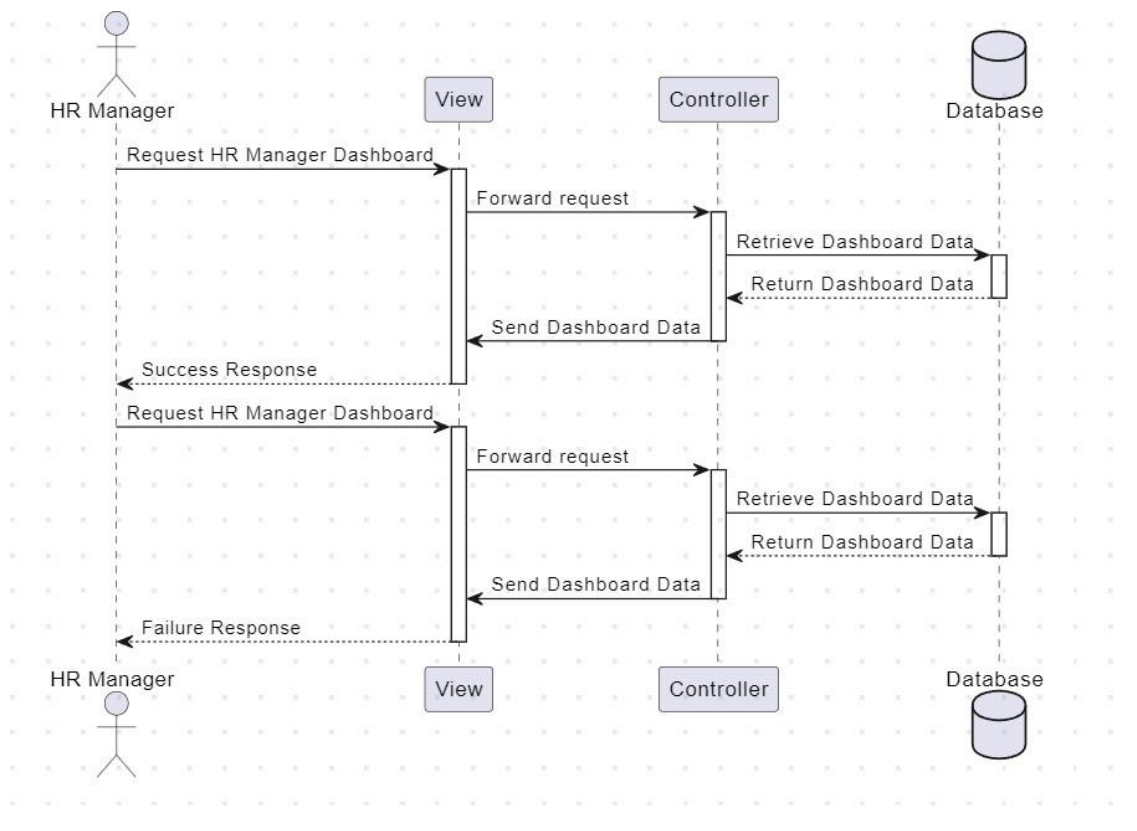 HR Manager
View
Controller
Database
Request HR Manager Dashboard
Forward request
Retrieve Dashboard Data
Return Dashboard Data
Send Dashboard Data
Success Response
Request HR Manager Dashboard
Forward request
Retrieve Dashboard Data
Return Dashboard Data
Send Dashboard Data
Failure Response
HR Manager
View
Controller
Database